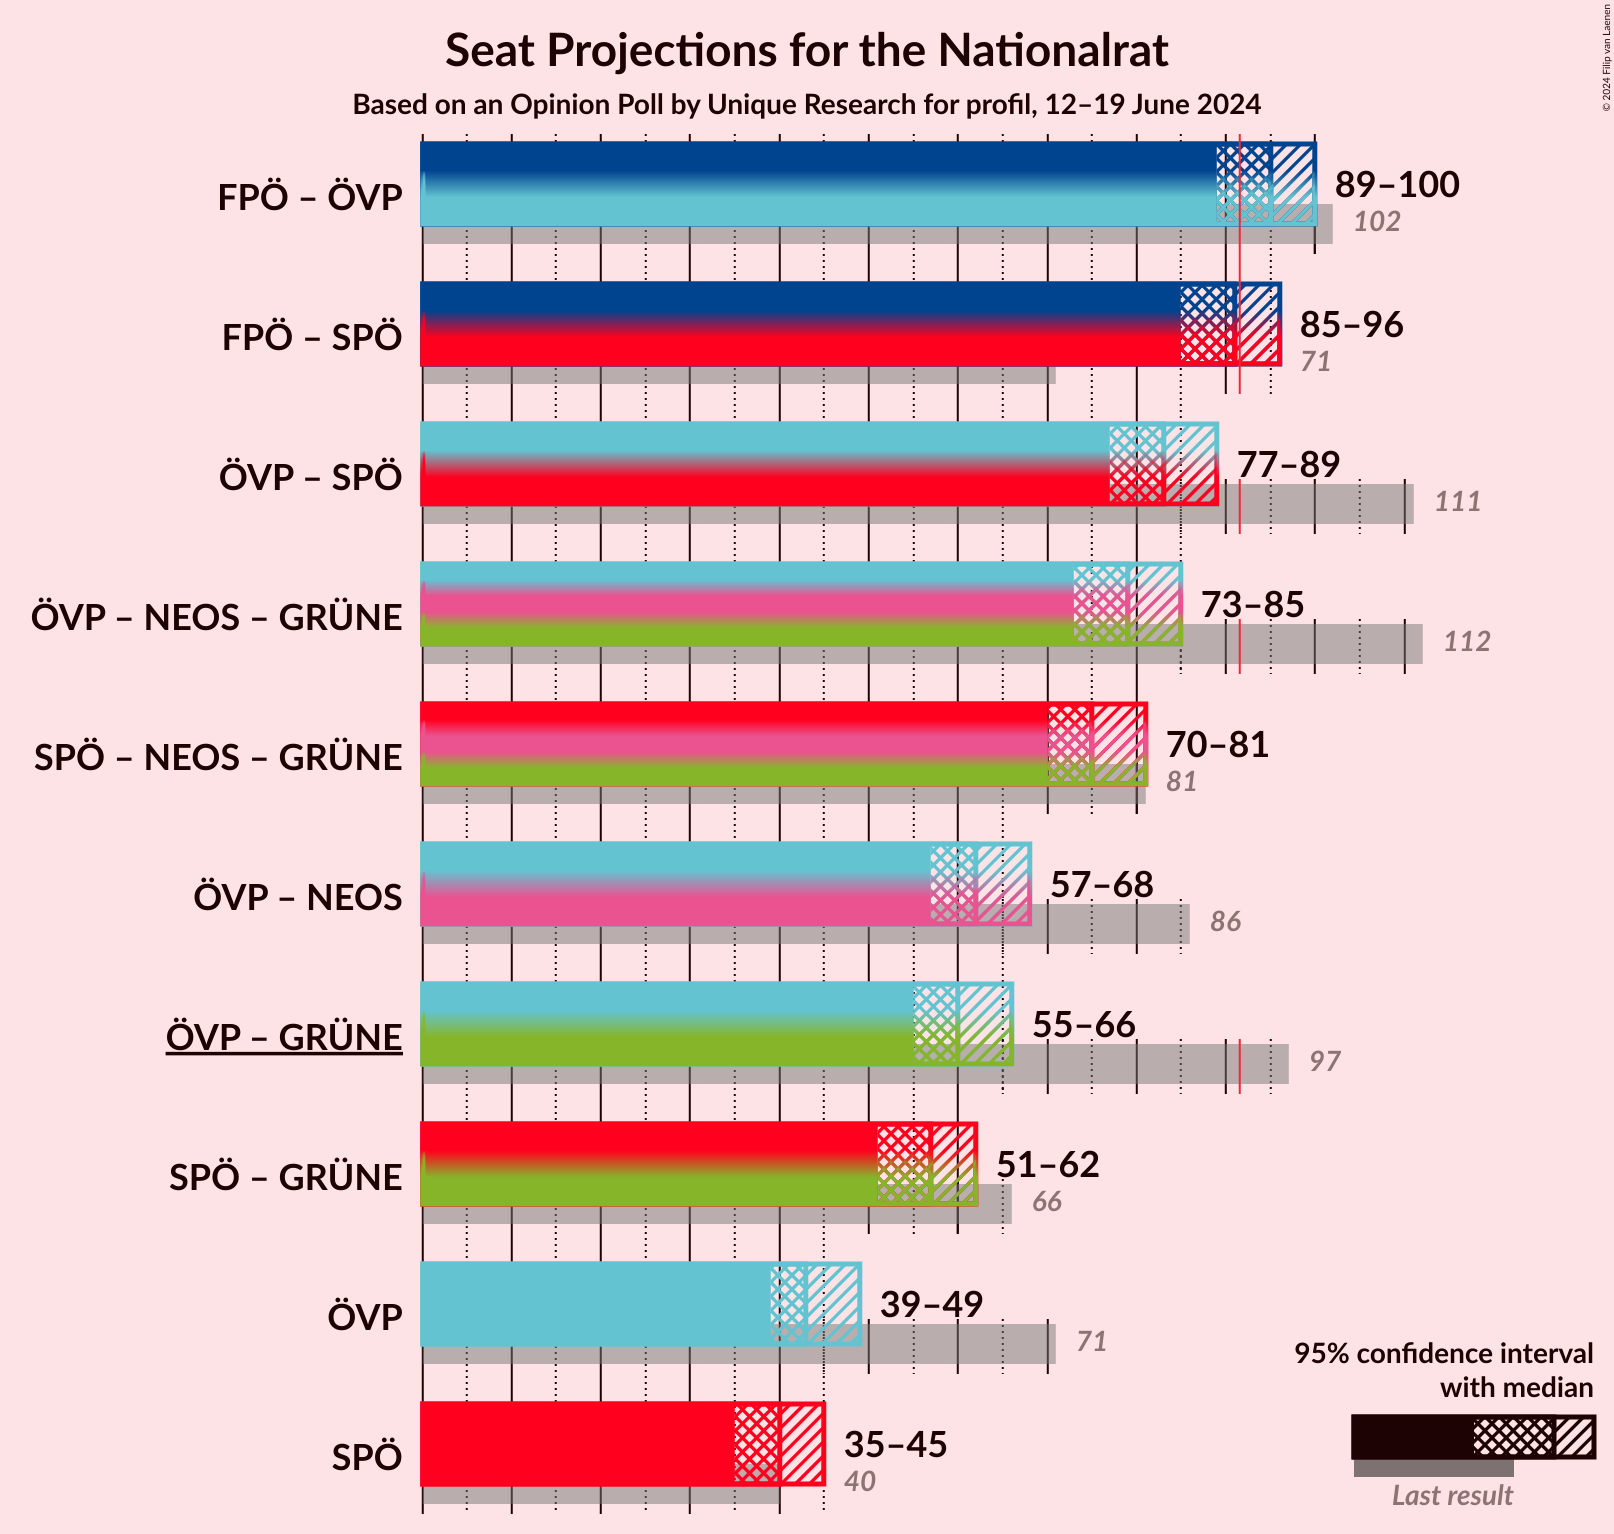 Seat Projections for the Nationalrat
Based on an Opinion Poll by Unique Research for profil, 12–19 June 2024
© 2024 Filip van Laenen
FPÖ – ÖVP
89–100
102
FPÖ – SPÖ
85–96
71
ÖVP – SPÖ
77–89
111
ÖVP – NEOS – GRÜNE
73–85
112
SPÖ – NEOS – GRÜNE
70–81
81
ÖVP – NEOS
57–68
86
ÖVP – GRÜNE
55–66
97
SPÖ – GRÜNE
51–62
66
ÖVP
39–49
71
SPÖ
35–45
40
95% confidence interval
with median
Last result